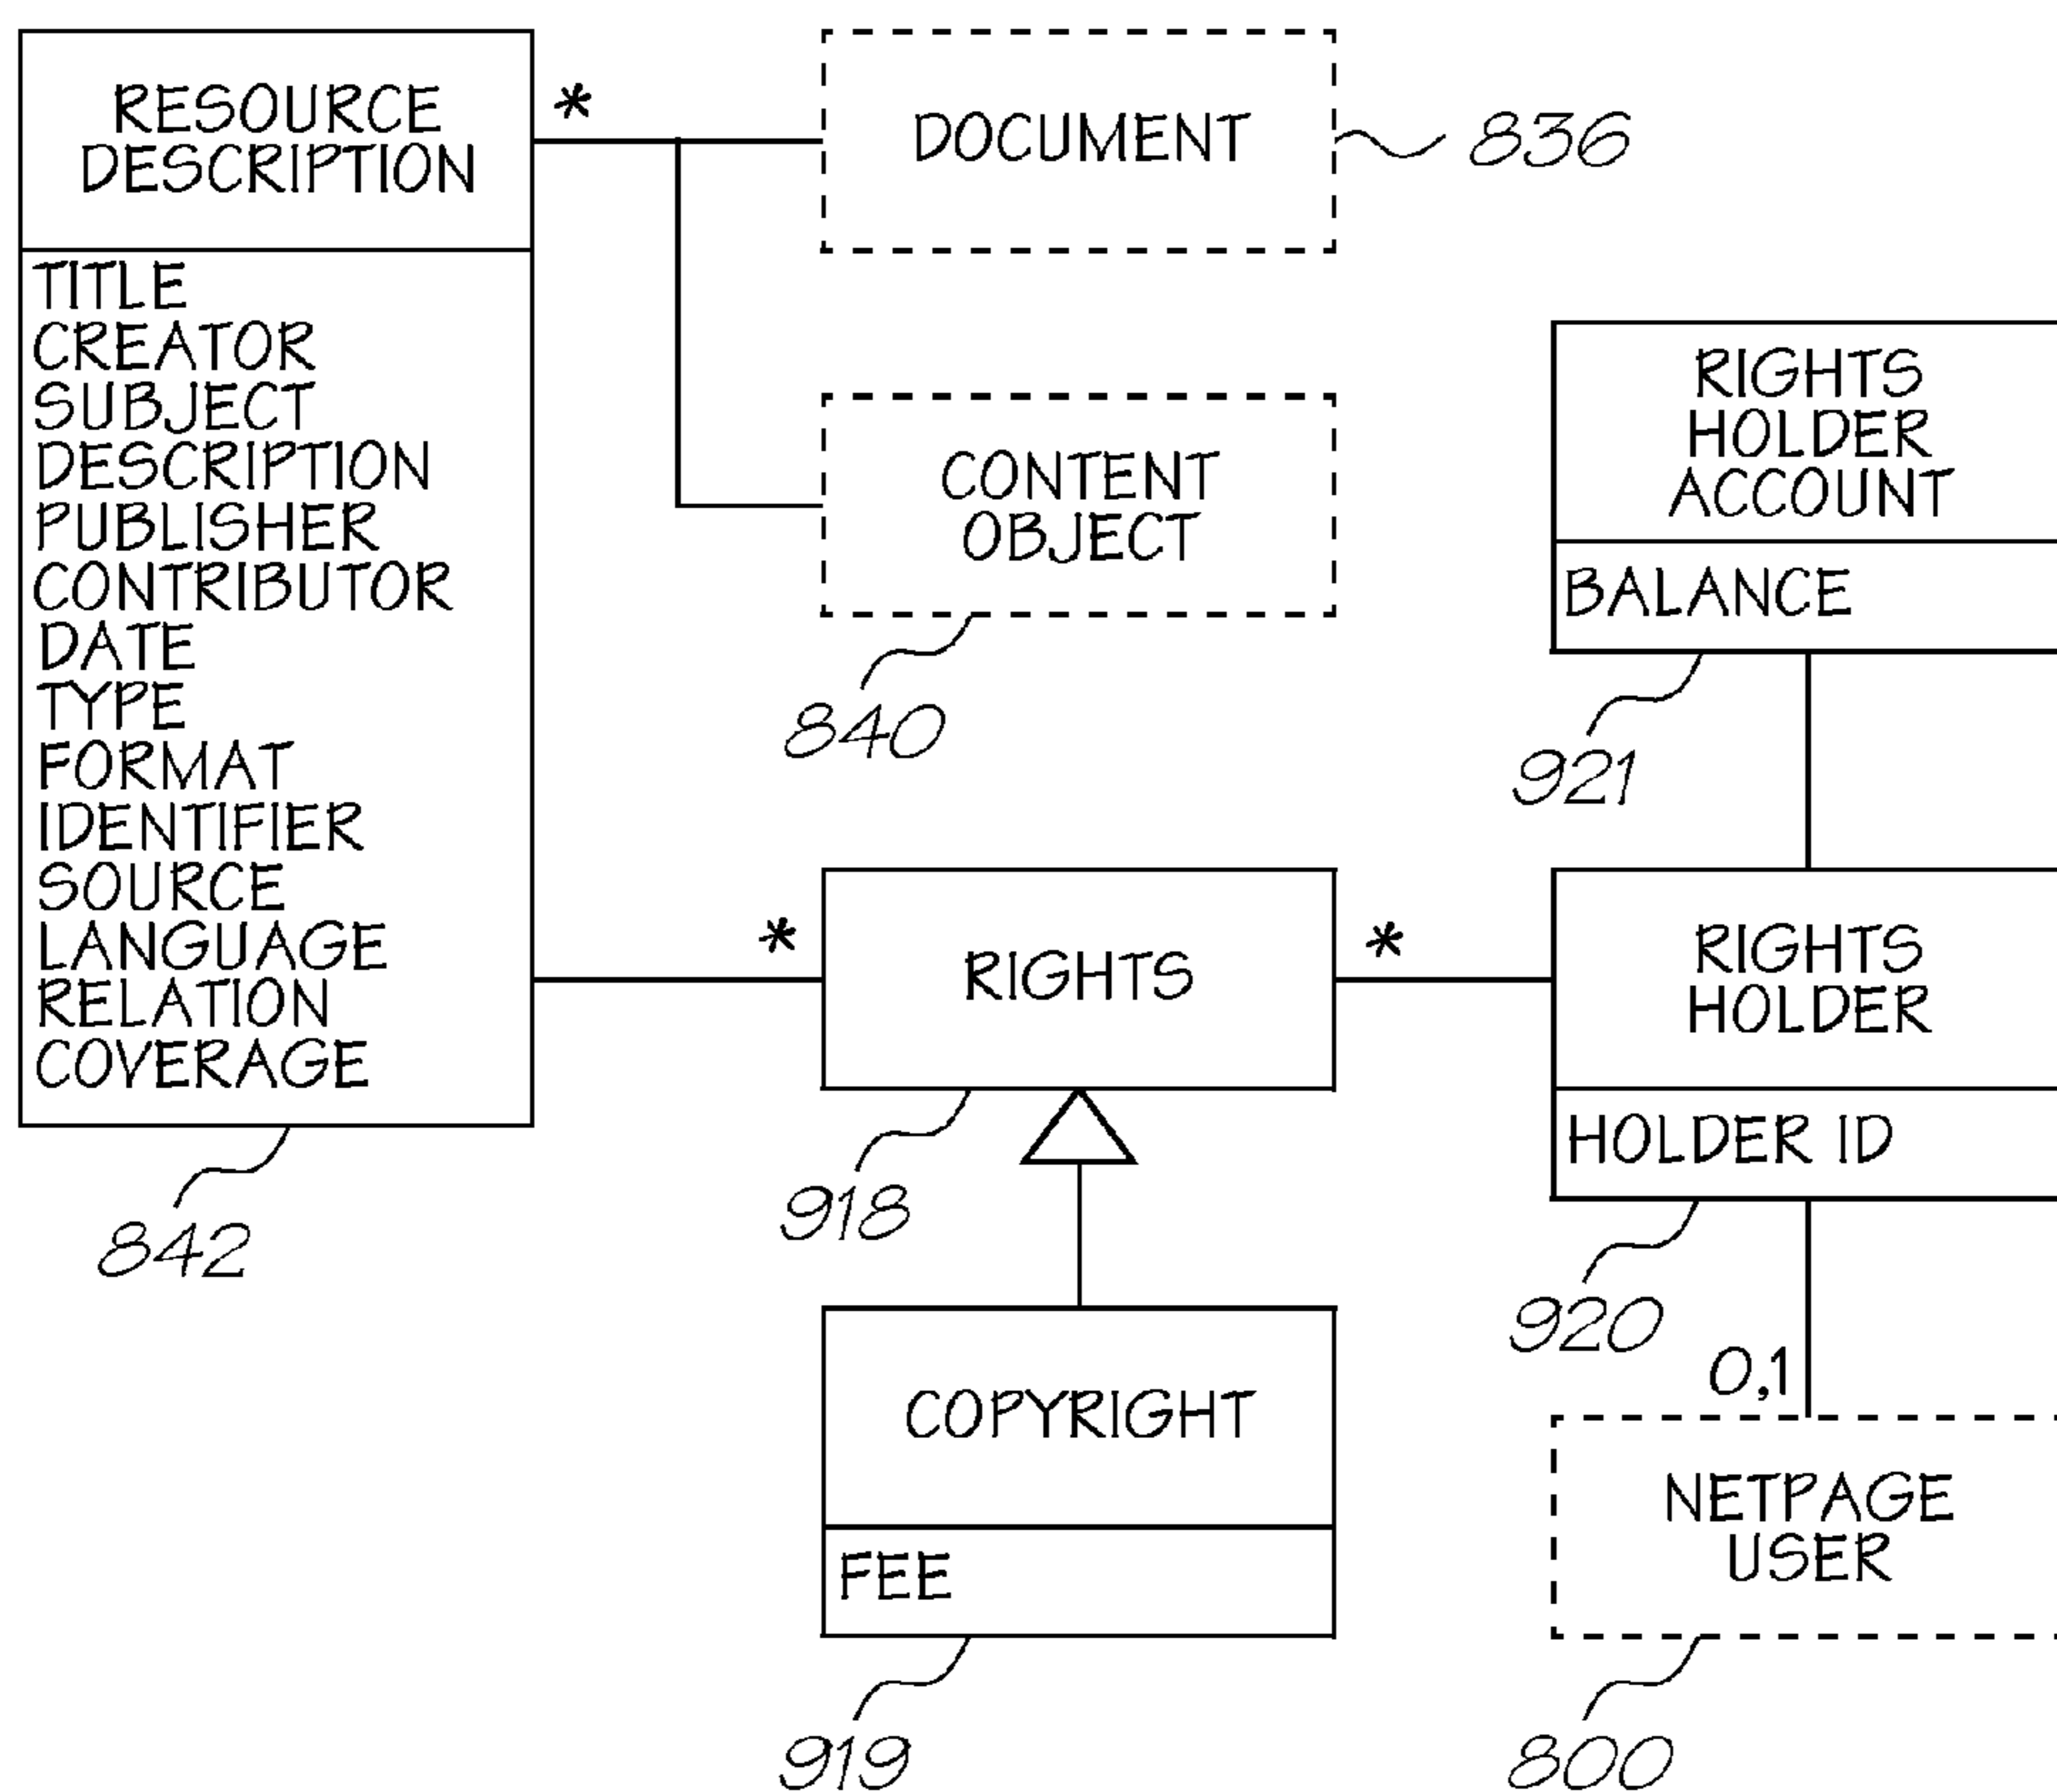 RESOURCE
DESCRIPTION
TITLE
CREATOR
SUBJECT
DESCRIPTION
PUBLISHER
CONTRIBUTOR
DATE
TYPE
FORMAT
IDENTIFIER
SOURCE
LANGUAGE
RELATION
COVERAGE
842
*
DOCUMENT
836
CONTENT
OBJECT
840
RIGHTS
HOLDER
ACCOUNT
BALANCE
921
*
RIGHTS
918
*
RIGHTS
HOLDER
HOLDER ID
920
COPYRIGHT
FEE
919
0,1
NETPAGE
USER
800